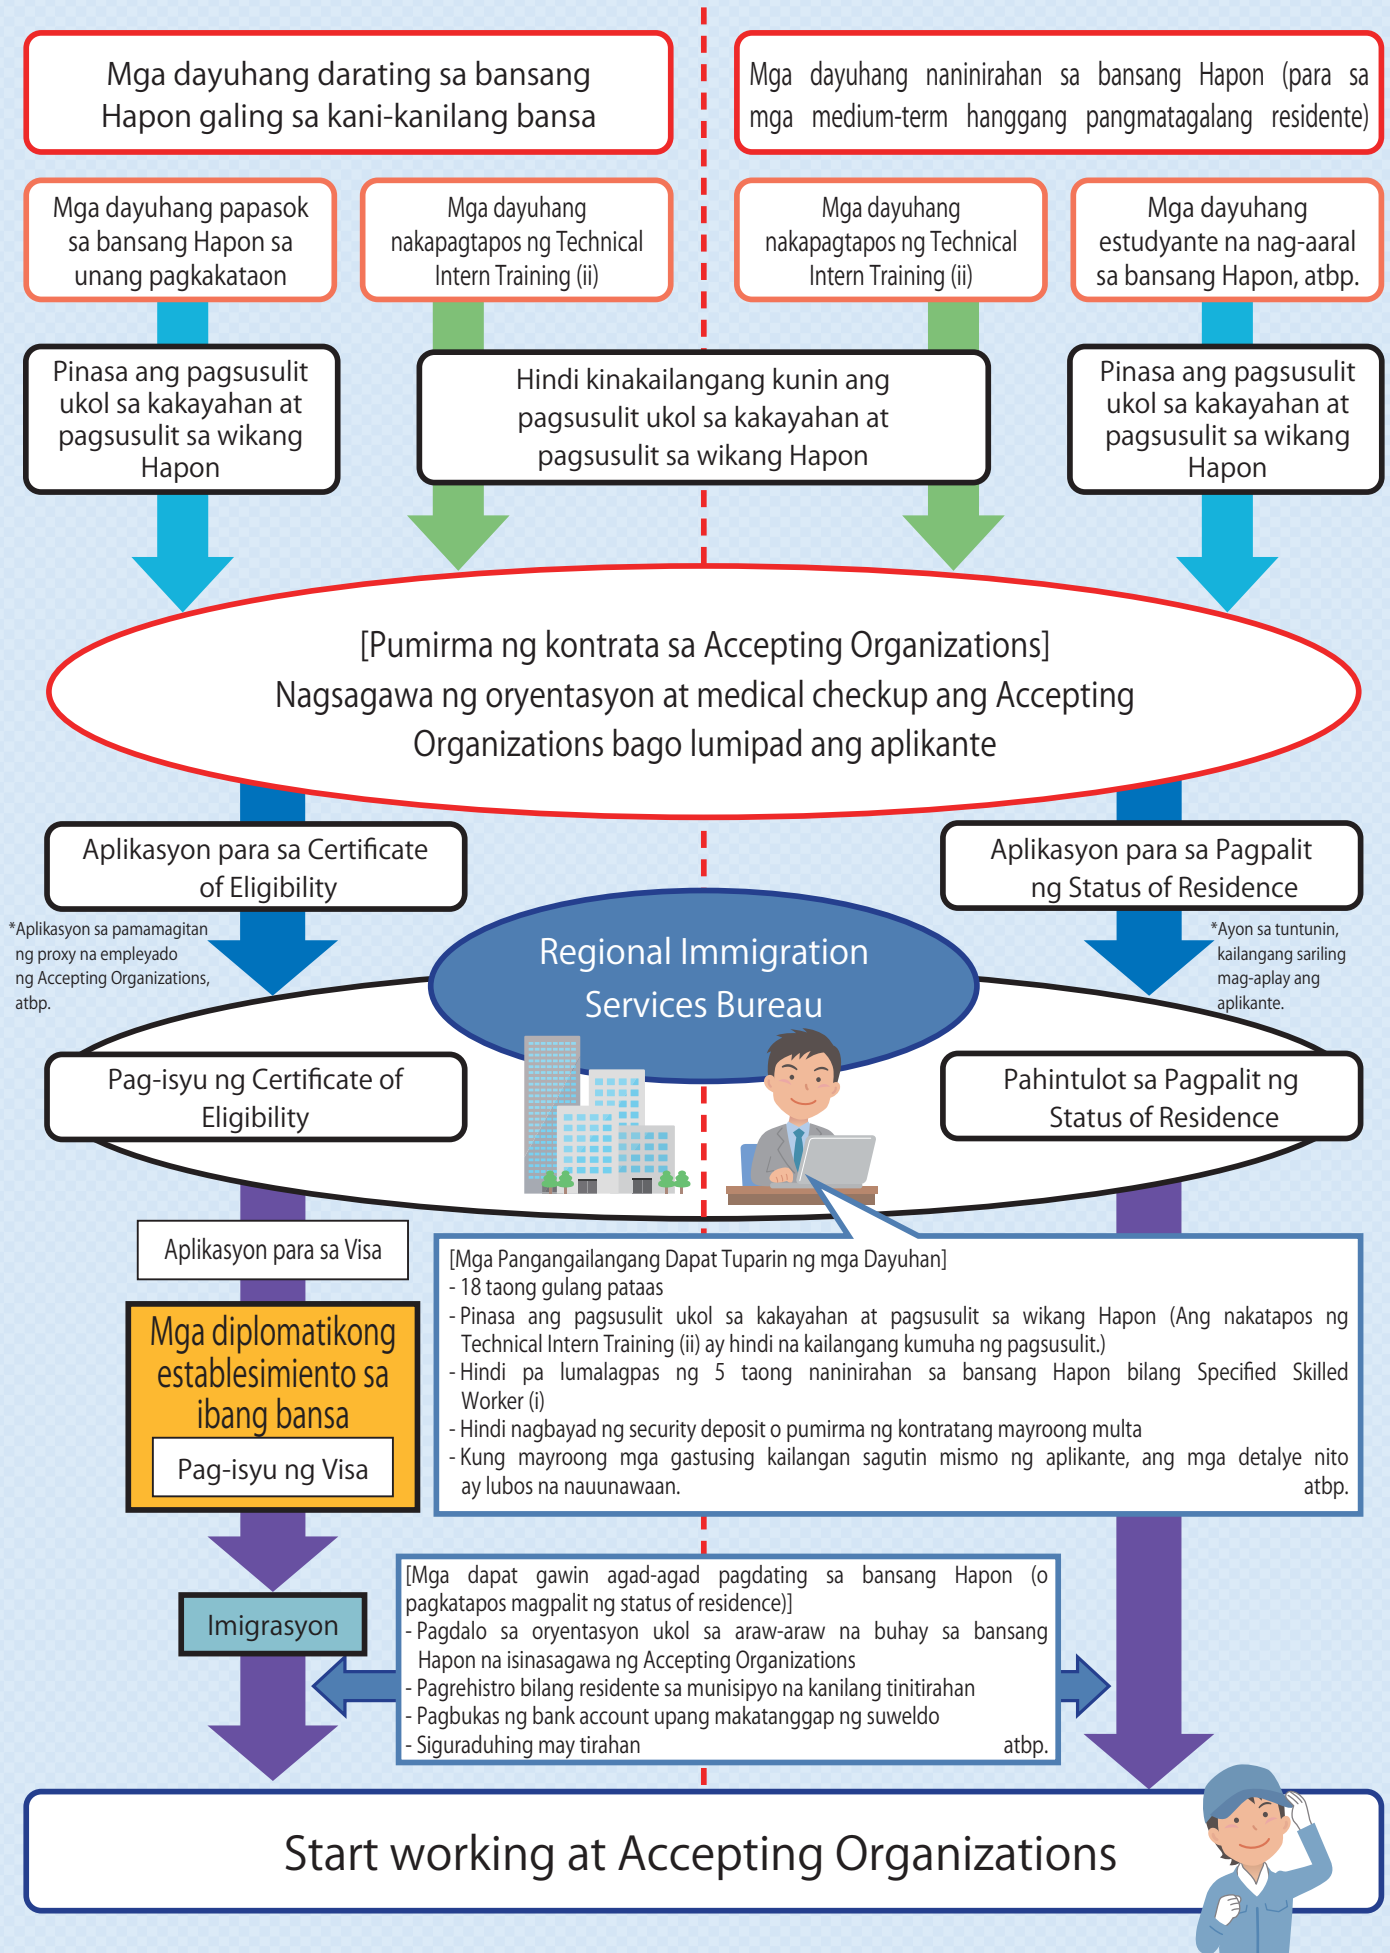 Mga dayuhang darating sa bansang
Hapon galing sa kani-kanilang bansa
Mga dayuhang naninirahan sa bansang Hapon (para sa
mga medium-term hanggang pangmatagalang residente)
Mga dayuhang papasok
sa bansang Hapon sa
unang pagkakataon
Mga dayuhang
nakapagtapos ng Technical
Intern Training (ii)
Mga dayuhang
nakapagtapos ng Technical
Intern Training (ii)
Mga dayuhang
estudyante na nag-aaral
sa bansang Hapon, atbp.
Pinasa ang pagsusulit
ukol sa kakayahan at
pagsusulit sa wikang
Hapon
Hindi kinakailangang kunin ang
pagsusulit ukol sa kakayahan at
pagsusulit sa wikang Hapon
Pinasa ang pagsusulit
ukol sa kakayahan at
pagsusulit sa wikang
Hapon
[Pumirma ng kontrata sa Accepting Organizations]
Nagsagawa ng oryentasyon at medical checkup ang Accepting
Organizations bago lumipad ang aplikante
Aplikasyon para sa Certificate
of Eligibility
Aplikasyon para sa Pagpalit
ng Status of Residence
*Aplikasyon sa pamamagitan
ng proxy na empleyado
ng Accepting Organizations,
atbp.
Regional Immigration
Services Bureau
*Ayon sa tuntunin,
kailangang sariling
mag-aplay ang
aplikante.
Pag-isyu ng Certificate of
Eligibility
Pahintulot sa Pagpalit ng
Status of Residence
Aplikasyon para sa Visa
Mga diplomatikong
establesimiento sa
ibang bansa
Pag-isyu ng Visa
[Mga Pangangailangang Dapat Tuparin ng mga Dayuhan]
- 18 taong gulang pataas
- Pinasa ang pagsusulit ukol sa kakayahan at pagsusulit sa wikang Hapon (Ang nakatapos ng
Technical Intern Training (ii) ay hindi na kailangang kumuha ng pagsusulit.)
- Hindi pa lumalagpas ng 5 taong naninirahan sa bansang Hapon bilang Specified Skilled
Worker (i)
- Hindi nagbayad ng security deposit o pumirma ng kontratang mayroong multa
- Kung mayroong mga gastusing kailangan sagutin mismo ng aplikante, ang mga detalye nito
ay lubos na nauunawaan. atbp.
Imigrasyon
[Mga dapat gawin agad-agad pagdating sa bansang Hapon (o
pagkatapos magpalit ng status of residence)]
- Pagdalo sa oryentasyon ukol sa araw-araw na buhay sa bansang
Hapon na isinasagawa ng Accepting Organizations
- Pagrehistro bilang residente sa munisipyo na kanilang tinitirahan
- Pagbukas ng bank account upang makatanggap ng suweldo
- Siguraduhing may tirahan atbp.
Start working at Accepting Organizations